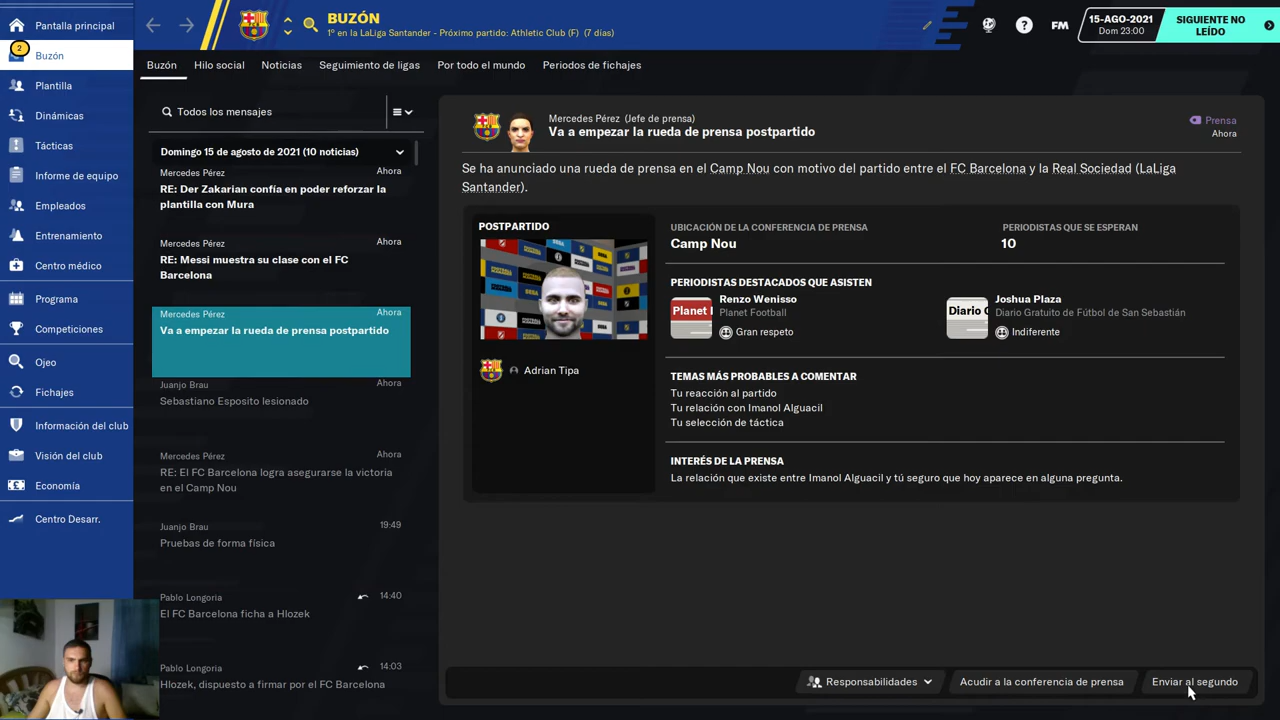 Pantalla principal
2
Buzón
Plantilla
Dinámicas
Tácticas
Informe de equipo
Empleados
Entrenamiento
Centro médico
Programa
Competiciones
Ojeo
Fichajes
Información del club
Visión del club
Economía
Centro Desarr.
BUZÓN
1º en la LaLiga Santander - Próximo partido: Athletic Club (F) (7 días)
?
FM
15-AGO-2021
Dom 23:00
SIGUIENTE NO
LEÍDO
Buzón Hilo social Noticias Seguimiento de ligas Por todo el mundo Periodos de fichajes
Todos los mensajes
Domingo 15 de agosto de 2021 (10 noticias)
Mercedes Pérez Ahora
RE: Der Zakarian confía en poder reforzar la
plantilla con Mura
Mercedes Pérez Ahora
RE: Messi muestra su clase con el FC
Barcelona
Mercedes Pérez Ahora
Va a empezar la rueda de prensa postpartido
Juanjo Brau Ahora
Sebastiano Esposito lesionado
Mercedes Pérez Ahora
RE: El FC Barcelona logra asegurarse la victoria
en el Camp Nou
Juanjo Brau 19:49
Pruebas de forma física
Pablo Longoria 14:40
El FC Barcelona ficha a Hlozek
Pablo Longoria 14:03
Hlozek, dispuesto a firmar por el FC Barcelona
Mercedes Pérez (Jefe de prensa)
Va a empezar la rueda de prensa postpartido
Prensa
Ahora
Se ha anunciado una rueda de prensa en el Camp Nou con motivo del partido entre el FC Barcelona y la Real Sociedad (LaLiga
Santander).
POSTPARTIDO
Adrian Tipa
UBICACIÓN DE LA CONFERENCIA DE PRENSA
Camp Nou
PERIODISTAS QUE SE ESPERAN
10
PERIODISTAS DESTACADOS QUE ASISTEN
Planet
Renzo Wenisso
Planet Football
Gran respeto
Diario
Joshua Plaza
Diario Gratuito de Fútbol de San Sebastián
Indiferente
TEMAS MÁS PROBABLES A COMENTAR
Tu reacción al partido
Tu relación con Imanol Alguacil
Tu selección de táctica
INTERÉS DE LA PRENSA
La relación que existe entre Imanol Alguacil y tú seguro que hoy aparece en alguna pregunta.
Responsabilidades
Acudir a la conferencia de prensa
Enviar al segundo